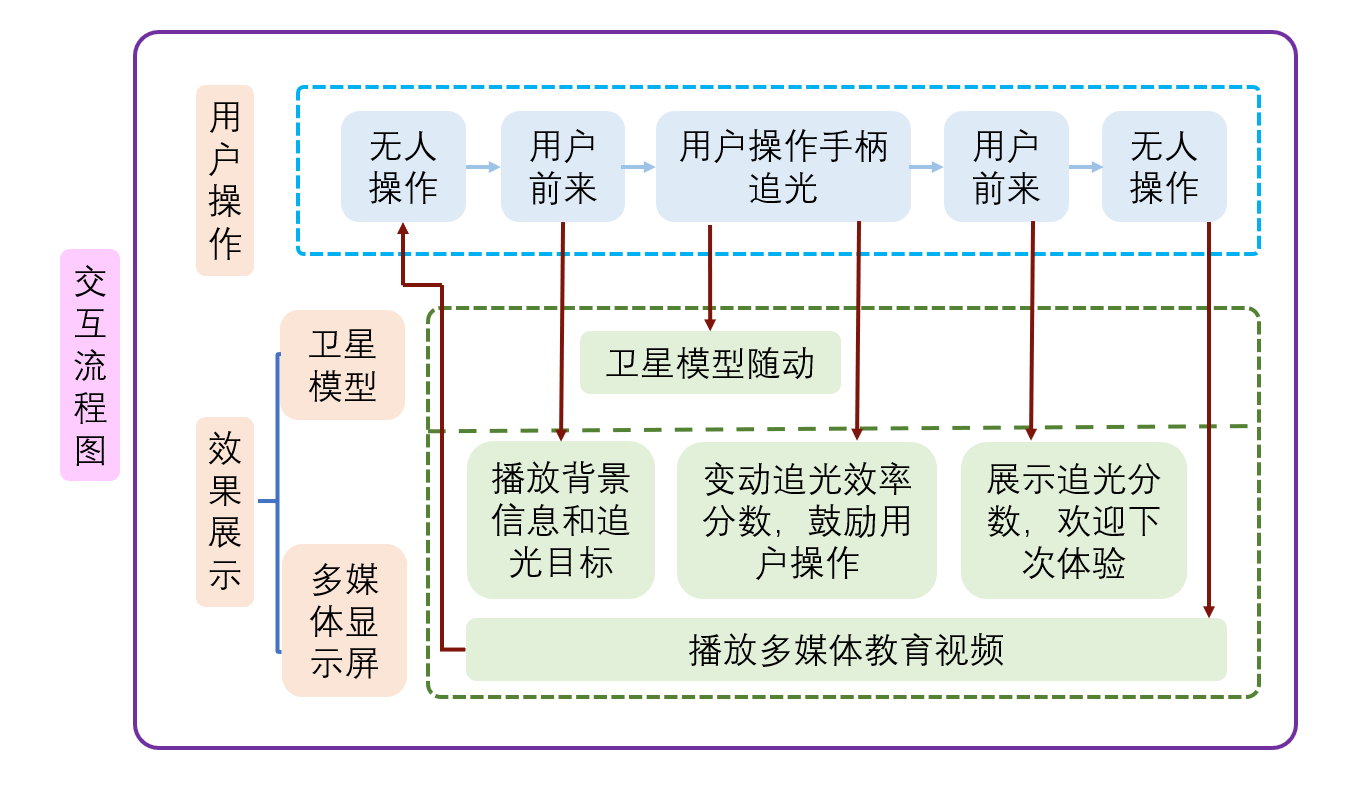 交互流程图
用户操作
无人
操作
用户
前来
用户操作手柄
追光
用户
前来
无人
操作
效果展示
卫星
模型
卫星模型随动
多媒
体显
示屏
播放背景
信息和追
光目标
变动追光效率
分数，鼓励用
户操作
展示追光分
数，欢迎下
次体验
播放多媒体教育视频